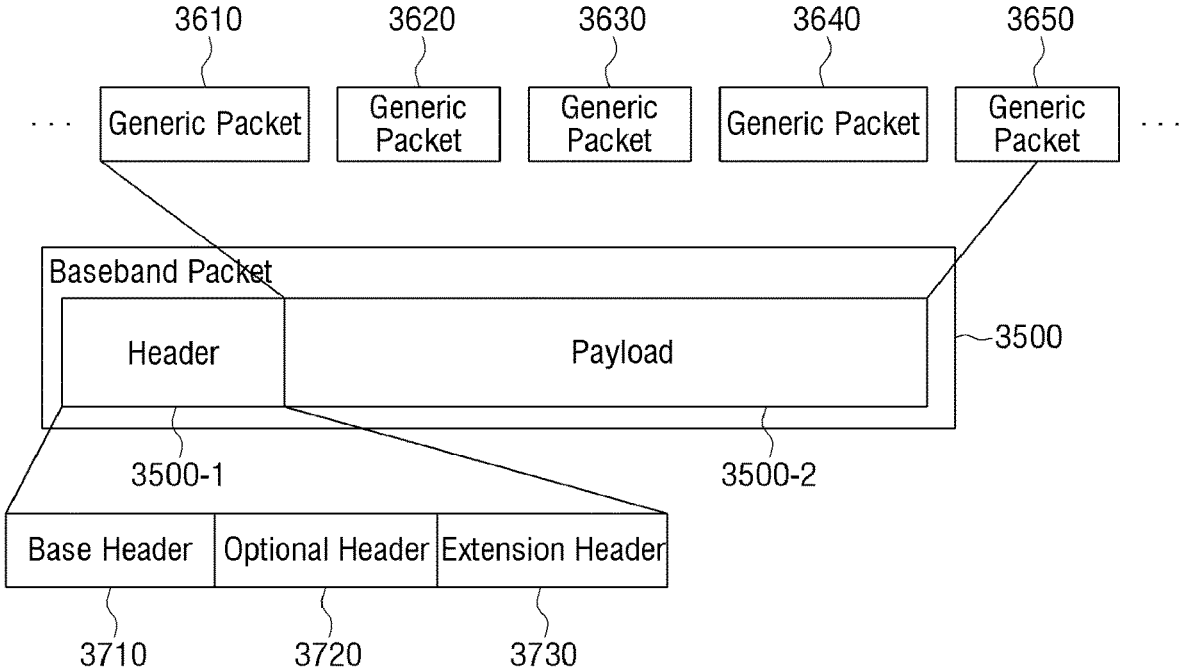 3610 3620 3630 3640 3650
. . . Generic Packet Generic Packet Generic Packet Generic Packet Generic Packet . . .
Baseband Packet
Header Payload 3500
3500-1 3500-2
Base Header Optional Header Extension Header
3710 3720 3730